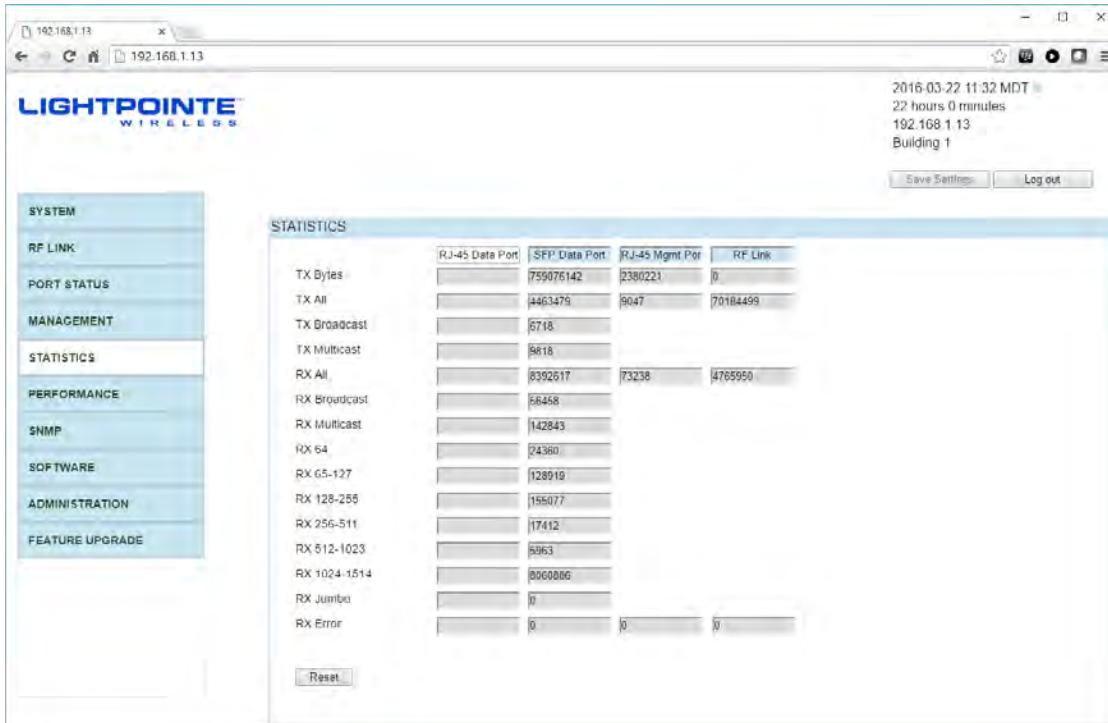 192.168.1.13
192.168.1.13
LIGHTPOINTE
WIRELESS
2016-03-22 11:32 MDT
22 hours 0 minutes
192.168.1.13
Building 1
Save Settings Log out
SYSTEM
RF LINK
PORT STATUS
MANAGEMENT
STATISTICS
PERFORMANCE
SNMP
SOFTWARE
ADMINISTRATION
FEATURE UPGRADE
STATISTICS
RJ-45 Data Port SFP Data Port RJ-45 Mgmt Por RF Link
TX Bytes 759076142 2380221 0
TX All 4463479 9047 70184499
TX Broadcast 6718
TX Multicast 9818
RX All 8392617 73238 4765950
RX Broadcast 56458
RX Multicast 142843
RX 64 24360
RX 65-127 128919
RX 128-255 155077
RX 256-511 17412
RX 512-1023 5963
RX 1024-1514 8060886
RX Jumbo 0
RX Error 0 0 0
Reset